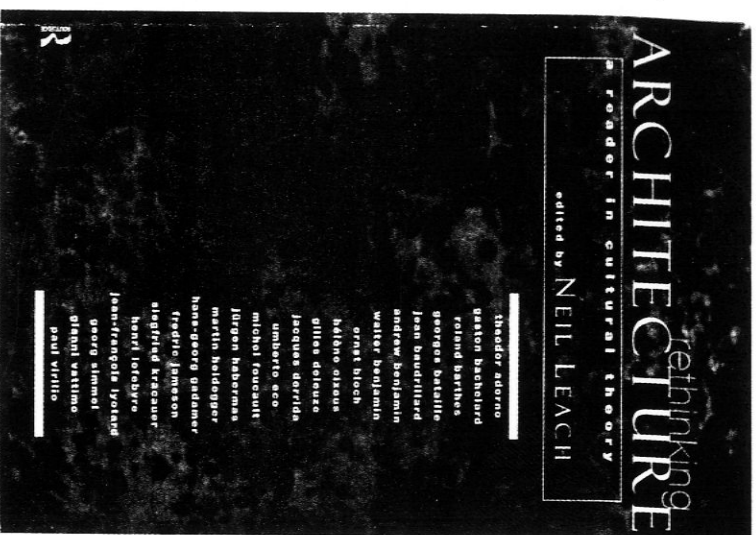 rethinking
ARCHITECTURE
a reader in cultural theory
edited by NEIL LEACH
theodor adorno
gaston bachelard
roland barthes
georges bataille
jean baudrillard
andrew benjamin
walter benjamin
ernst bloch
hélène cixous
gilles deleuze
jacques derrida
umberto eco
michel foucault
jürgen habermas
martin heidegger
hans-georg gadamer
fredric jameson
siegfried kracauer
henri lefebvre
jean-françois lyotard
georg simmel
gianni vattimo
paul virilio
ROUTLEDGE